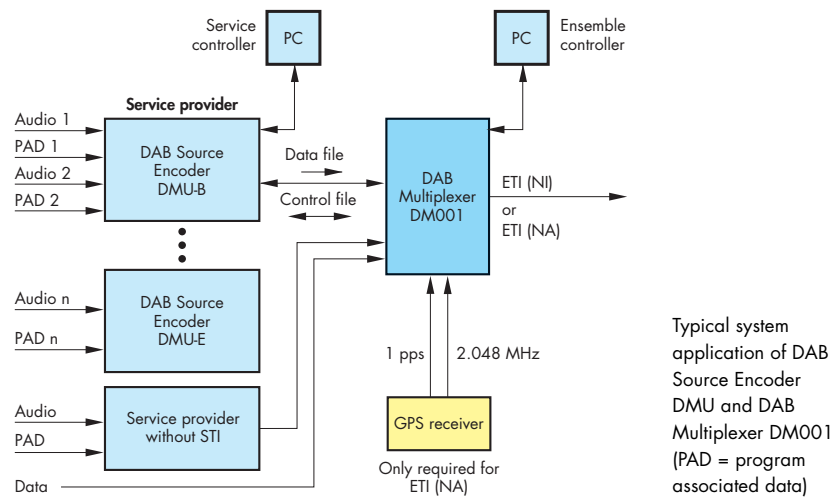 Service
controller
PC
Ensemble
controller
PC
Service provider
Audio 1
PAD 1
Audio 2
PAD 2
DAB Source
Encoder
DMU-B
Data file
Control file
DAB
Multiplexer
DM001
ETI (NI)
or
ETI (NA)
Audio n
PAD n
DAB Source
Encoder
DMU-E
1 pps
2.048 MHz
Audio
PAD
Service provider
without STI
GPS receiver
Data
Only required for
ETI (NA)
Typical system
application of DAB
Source Encoder
DMU and DAB
Multiplexer DM001
(PAD = program
associated data)